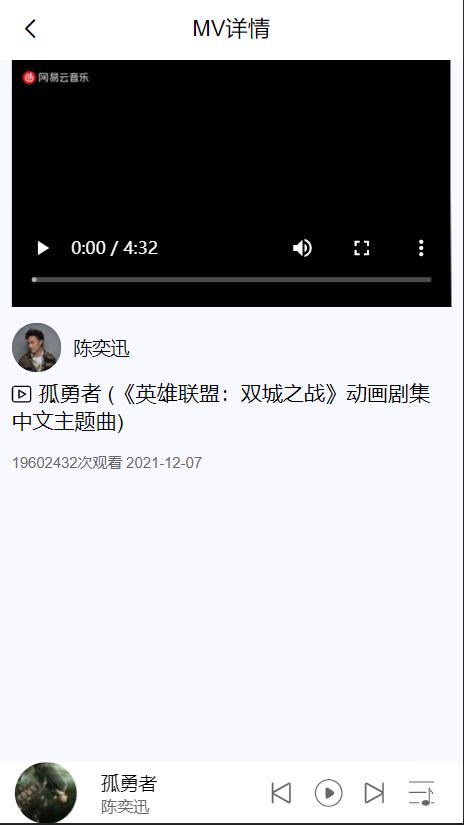 MV详情
网易云音乐
0:00 / 4:32
陈奕迅
孤勇者 (《英雄联盟：双城之战》动画剧集
中文主题曲)
19602432次观看 2021-12-07
孤勇者
陈奕迅